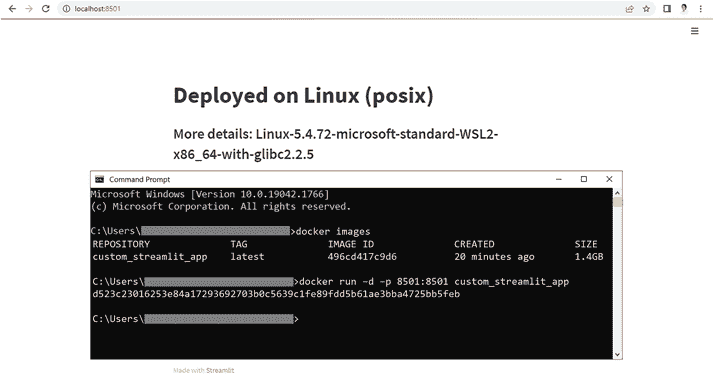 localhost:8501
Deployed on Linux (posix)
More details: Linux-5.4.72-microsoft-standard-WSL2-
x86_64-with-glibc2.2.5
Command Prompt
Microsoft Windows [Version 10.0.19042.1766]
(c) Microsoft Corporation. All rights reserved.
C:\Users\ >docker images
REPOSITORY TAG IMAGE ID CREATED SIZE
custom_streamlit_app latest 496cd417c9d6 20 minutes ago 1.4GB
C:\Users\ >docker run -d -p 8501:8501 custom_streamlit_app
d523c23016253e84a17293692703b0c5639c1fe89fdd5b61ae3bba4725bb5feb
C:\Users\ >
Made with Streamlit